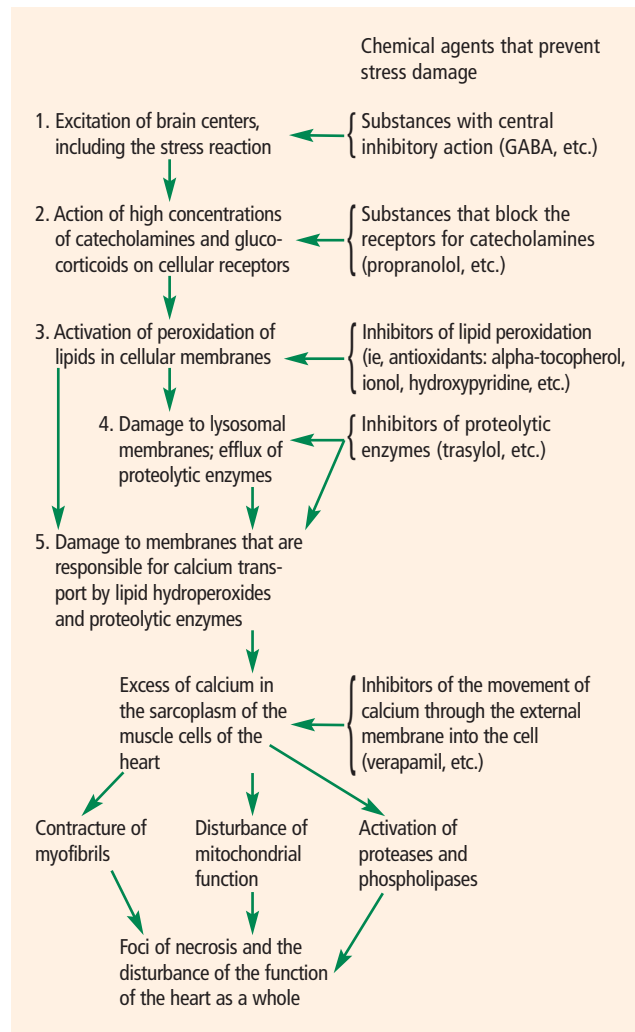 Chemical agents that prevent
stress damage
1. Excitation of brain centers,
including the stress reaction
Substances with central
inhibitory action (GABA, etc.)
2. Action of high concentrations
of catecholamines and gluco-
corticoids on cellular receptors
Substances that block the
receptors for catecholamines
(propranolol, etc.)
3. Activation of peroxidation of
lipids in cellular membranes
Inhibitors of lipid peroxidation
(ie, antioxidants: alpha-tocopherol,
ionol, hydroxypyridine, etc.)
4. Damage to lysosomal
membranes; efflux of
proteolytic enzymes
Inhibitors of proteolytic
enzymes (trasylol, etc.)
5. Damage to membranes that are
responsible for calcium trans-
port by lipid hydroperoxides
and proteolytic enzymes
Excess of calcium in
the sarcoplasm of the
muscle cells of the
heart
Inhibitors of the movement of
calcium through the external
membrane into the cell
(verapamil, etc.)
Contracture of
myofibrils
Disturbance of
mitochondrial
function
Activation of
proteases and
phospholipases
Foci of necrosis and the
disturbance of the function
of the heart as a whole